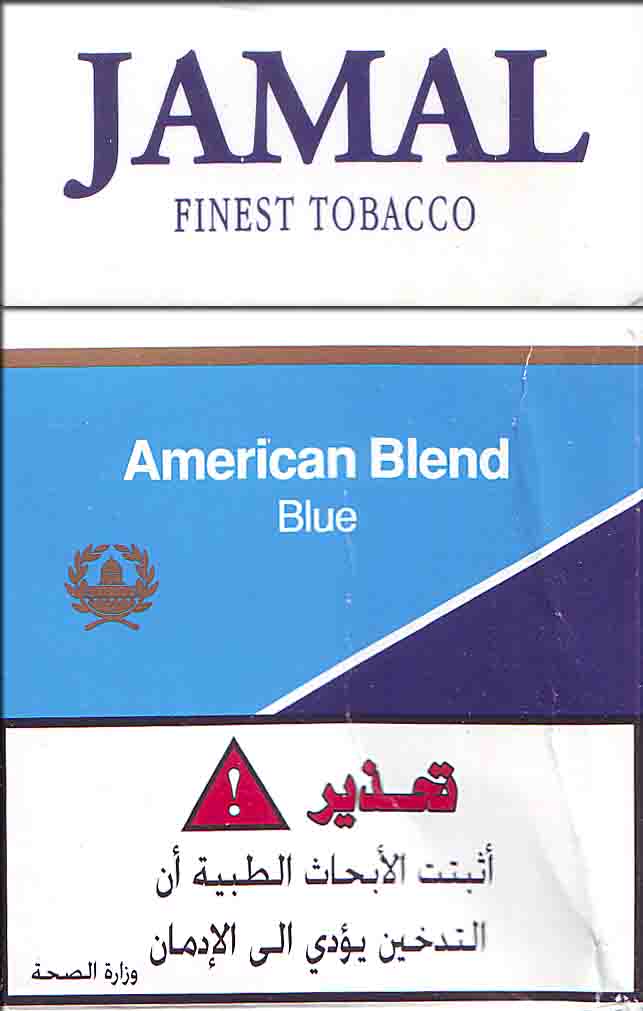 JAMAL
FINEST TOBACCO
American Blend
Blue
تحذير
أثبتت الأبحاث الطبية أن
التدخين يؤدي الى الإدمان
وزارة الصحة